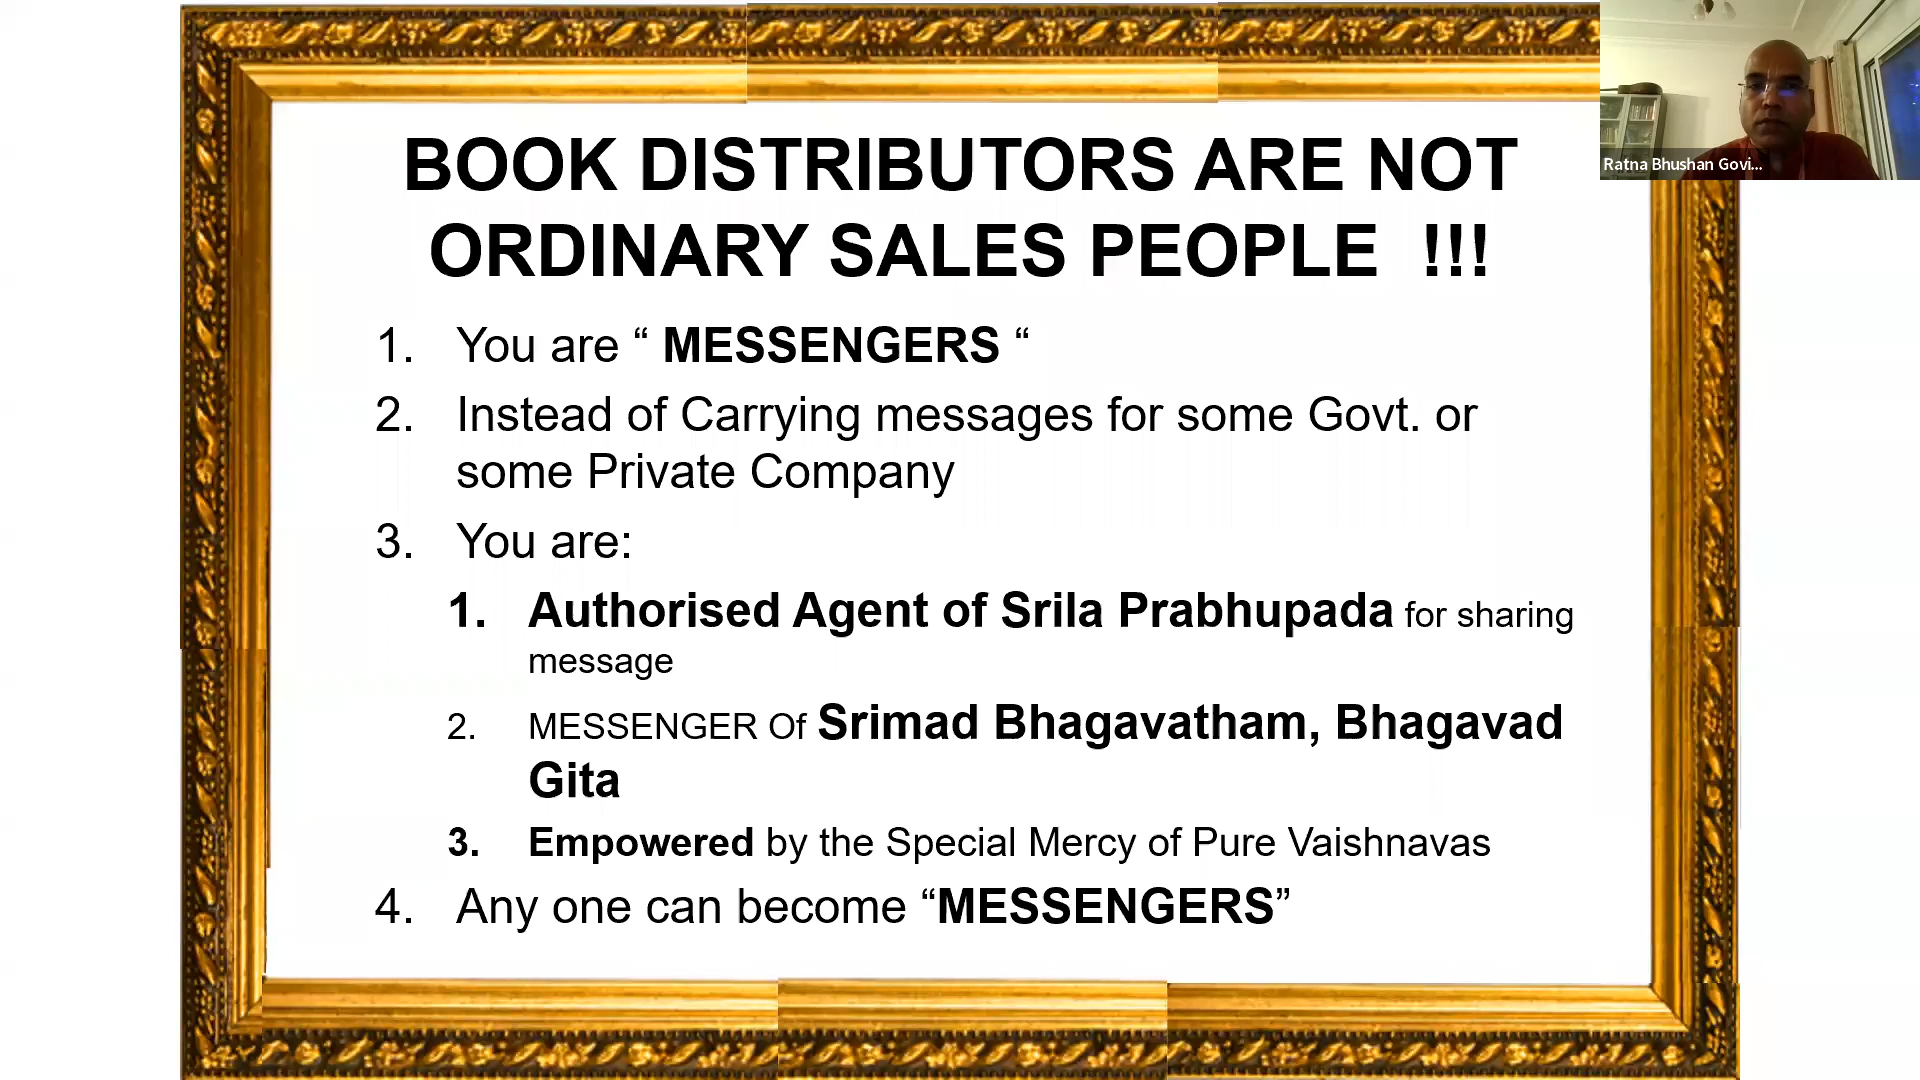 BOOK DISTRIBUTORS ARE NOT
ORDINARY SALES PEOPLE !!!
1. You are “ MESSENGERS “
2. Instead of Carrying messages for some Govt. or
some Private Company
3. You are:
1. Authorised Agent of Srila Prabhupada for sharing
message
2. MESSENGER Of Srimad Bhagavatham, Bhagavad
Gita
3. Empowered by the Special Mercy of Pure Vaishnavas
4. Any one can become “MESSENGERS”
Ratna Bhushan Govi...